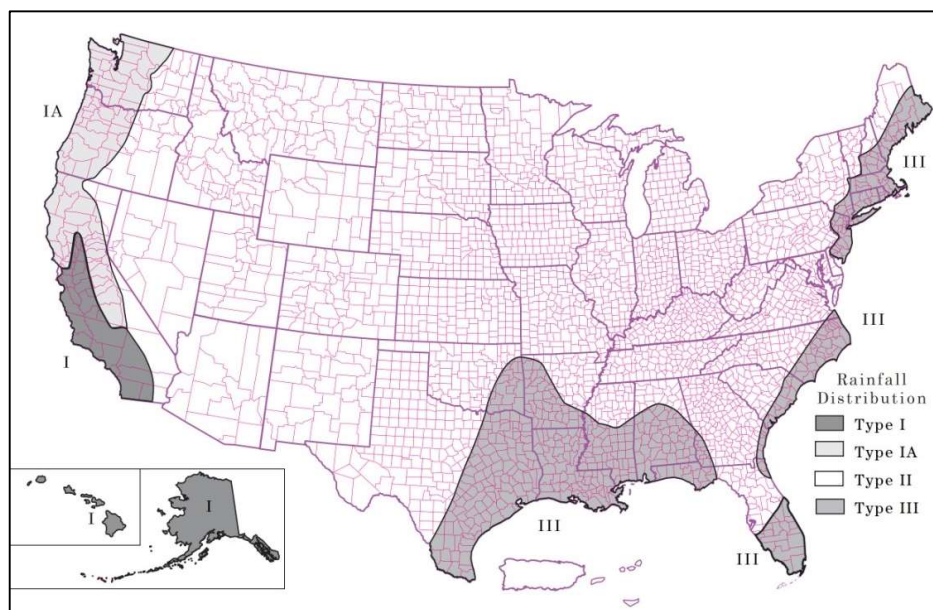 IA
III
III
I
Rainfall
Distribution
Type I
Type IA
Type II
Type III
I
I
III
III